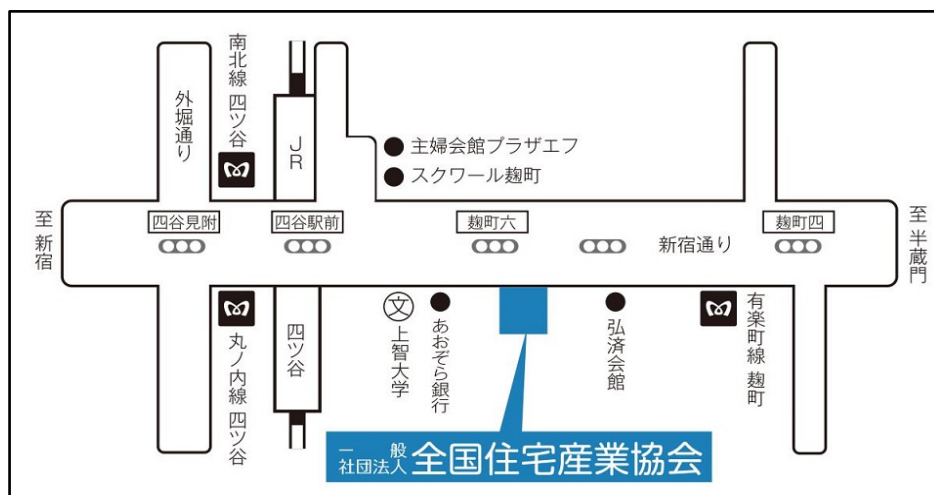 南北線 四ツ谷
外堀通り
JR
主婦会館プラザエフ
スクワール麹町
至 新宿
四谷見附
四谷駅前
麹町六
新宿通り
麹町四
至 半蔵門
丸ノ内線 四ツ谷
四ツ谷
文
上智大学
あおぞら銀行
弘済会館
有楽町線 麹町
一般
社団法人
全国住宅産業協会